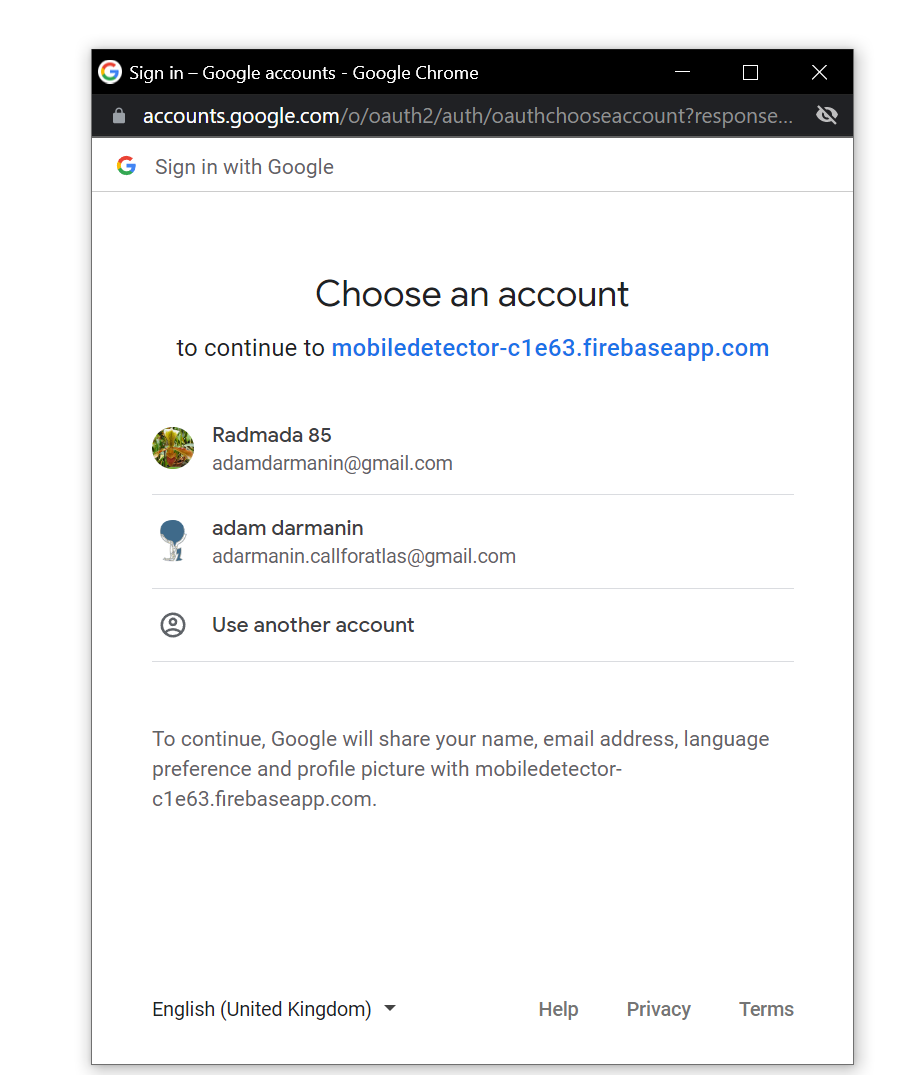 Sign in – Google accounts - Google Chrome
accounts.google.com/o/oauth2/auth/oauthchooseaccount?response...
Sign in with Google
Choose an account
to continue to mobiledetector-c1e63.firebaseapp.com
Radmada 85
adamdarmanin@gmail.com
adam darmanin
adarmanin.callforatlas@gmail.com
Use another account
To continue, Google will share your name, email address, language
preference and profile picture with mobiledetector-
c1e63.firebaseapp.com.
English (United Kingdom)
Help Privacy Terms